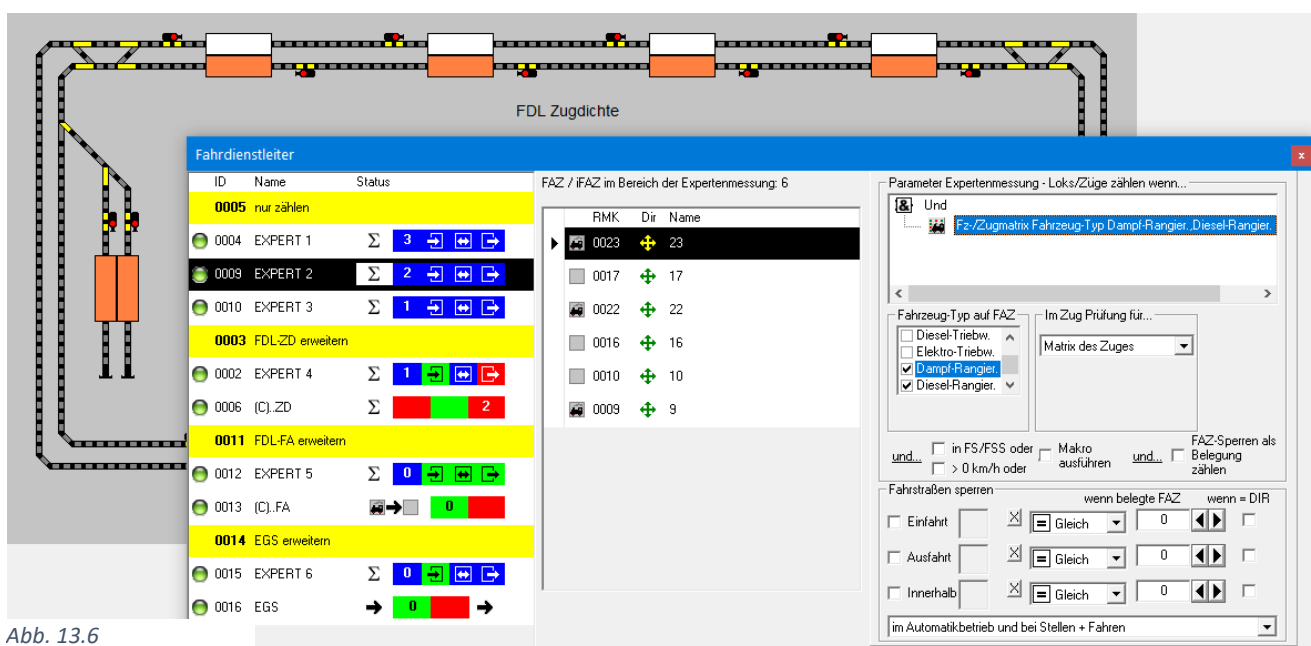 FDL Zugdichte
Fahrdienstleiter
x
ID Name Status
0005 nur zählen
0004 EXPERT 1 Σ 3
0009 EXPERT 2 Σ 2
0010 EXPERT 3 Σ 1
0003 FDL-ZD erweitern
0002 EXPERT 4 Σ 1
0006 (C)..ZD Σ 2
0011 FDL-FA erweitern
0012 EXPERT 5 Σ 0
0013 (C)..FA 0
0014 EGS erweitern
0015 EXPERT 6 Σ 0
0016 EGS 0
FAZ / iFAZ im Bereich der Expertenmessung: 6
RMK Dir Name
0023 23
0017 17
0022 22
0016 16
0010 10
0009 9
Parameter Expertenmessung - Loks/Züge zählen wenn...
& Und
Fz-/Zugmatrix Fahrzeug-Typ Dampf-Rangier.,Diesel-Rangier.
Fahrzeug-Typ auf FAZ
Diesel-Triebw.
Elektro-Triebw.
Dampf-Rangier.
Diesel-Rangier.
Im Zug Prüfung für...
Matrix des Zuges
und...
in FS/FSS oder
> 0 km/h oder
Makro
ausführen
und...
FAZ-Sperren als
Belegung
zählen
Fahrstraßen sperren
wenn belegte FAZ wenn = DIR
Einfahrt X = Gleich 0
Ausfahrt X = Gleich 0
Innerhalb X = Gleich 0
im Automatikbetrieb und bei Stellen + Fahren
Abb. 13.6